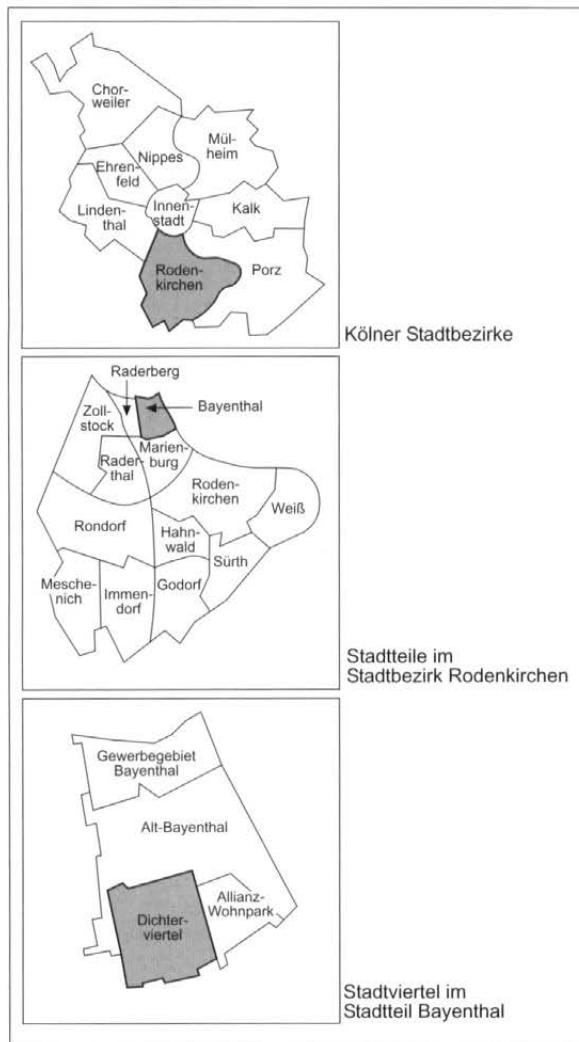 Chor-
weiler
Nippes
Mül-
heim
Ehren-
feld
Linden-
thal
Innen-
stadt
Kalk
Roden-
kirchen
Porz
Kölner Stadtbezirke
Raderberg
Bayenthal
Zoll-
stock
Marien-
burg
Rader-
thal
Roden-
kirchen
Weiß
Rondorf
Hahn-
wald
Sürth
Mesche-
nich
Immen-
dorf
Godorf
Stadtteile im
Stadtbezirk Rodenkirchen
Gewerbegebiet
Bayenthal
Alt-Bayenthal
Allianz-
Wohnpark
Dichter-
viertel
Stadtviertel im
Stadtteil Bayenthal